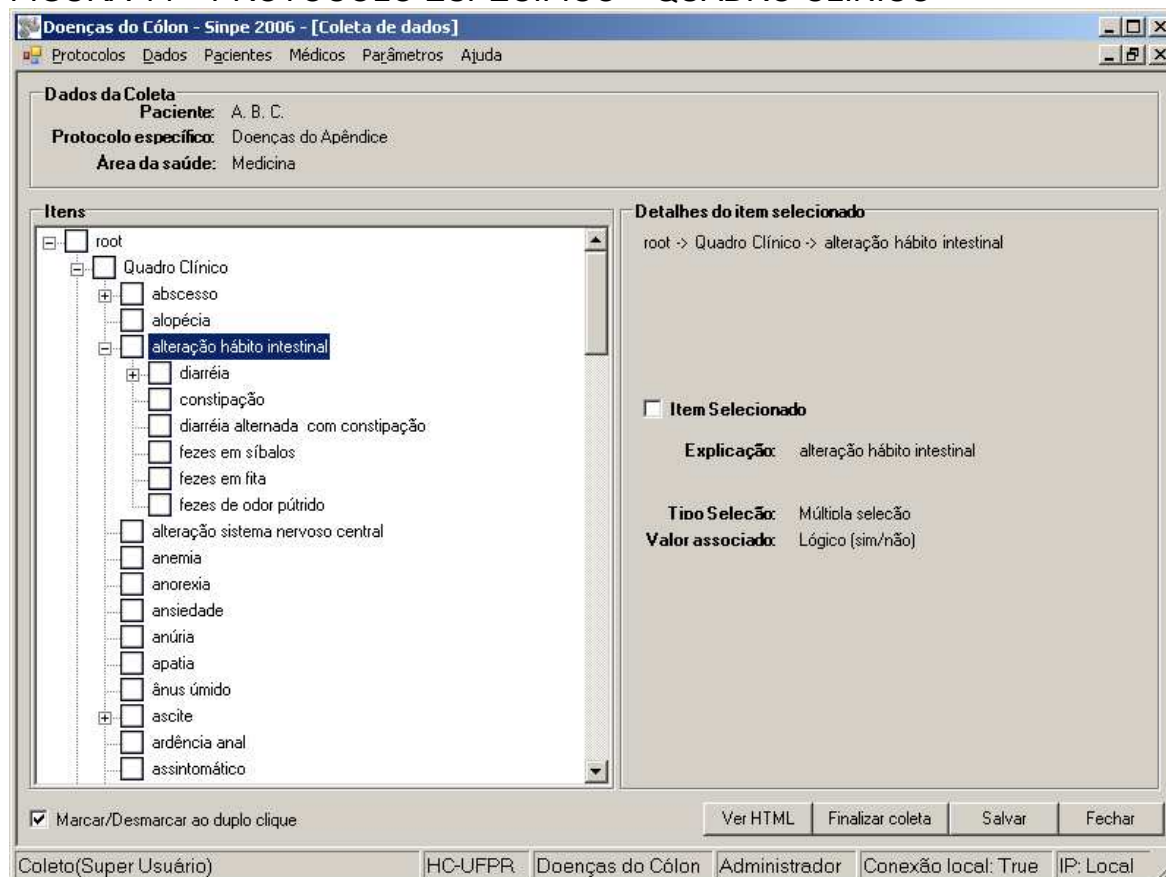 Doenças do Cólon - Sinpe 2006 - [Coleta de dados]
Protocolos Dados Pacientes Médicos Parâmetros Ajuda
Dados da Coleta
Paciente: A. B. C.
Protocolo específico: Doenças do Apêndice
Área da saúde: Medicina
Itens
root
Quadro Clínico
abscesso
alopécia
alteração hábito intestinal
diarréia
constipação
diarréia alternada com constipação
fezes em síbalos
fezes em fita
fezes de odor pútrido
alteração sistema nervoso central
anemia
anorexia
ansiedade
anúria
apatia
ânus úmido
ascite
ardência anal
assintomático
Detalhes do item selecionado
root -> Quadro Clínico -> alteração hábito intestinal
Item Selecionado
Explicação: alteração hábito intestinal
Tipo Seleção: Múltipla seleção
Valor associado: Lógico (sim/não)
Marcar/Desmarcar ao duplo clique
Ver HTML Finalizar coleta Salvar Fechar
Coleto(Super Usuário) HC-UFPR Doenças do Cólon Administrador Conexão local: True IP: Local